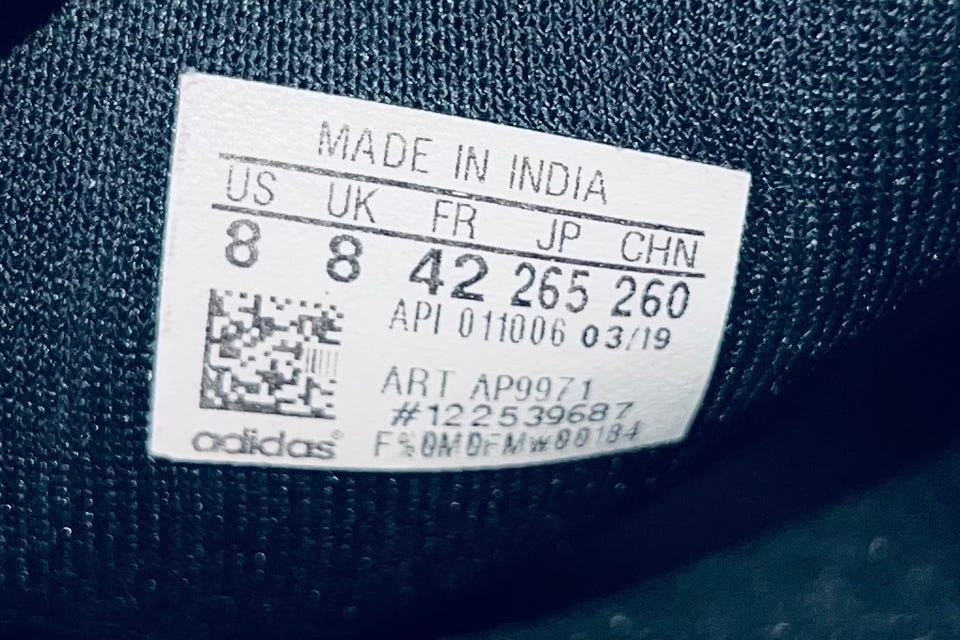 MADE IN INDIA
US UK FR JP CHN
8 8 42 265 260
API 011006 03/19
ART AP9971
#122539687
F%0M0FMw00184
adidas